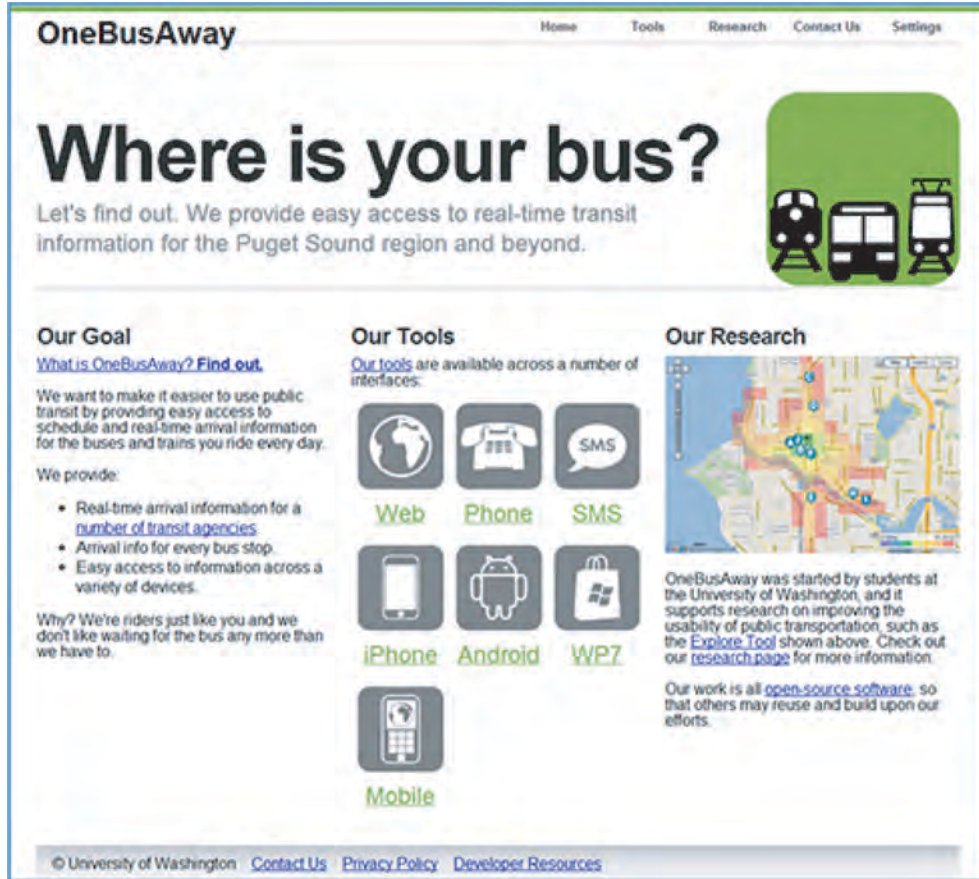 OneBusAway
Home Tools Research Contact Us Settings
Where is your bus?
Let's find out. We provide easy access to real-time transit
information for the Puget Sound region and beyond.
Our Goal
What is OneBusAway? Find out.
We want to make it easier to use public
transit by providing easy access to
schedule and real-time arrival information
for the buses and trains you ride every day.
We provide:
• Real-time arrival information for a
number of transit agencies.
• Arrival info for every bus stop.
• Easy access to information across a
variety of devices.
Why? We're riders just like you and we
don't like waiting for the bus any more than
we have to.
Our Tools
Our tools are available across a number of
interfaces:
SMS
Web Phone SMS
iPhone Android WP7
Mobile
Our Research
OneBusAway was started by students at
the University of Washington, and it
supports research on improving the
usability of public transportation, such as
the Explore Tool shown above. Check out
our research page for more information.
Our work is all open-source software, so
that others may reuse and build upon our
efforts.
© University of Washington Contact Us Privacy Policy Developer Resources